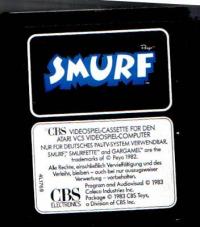 Peyo
SMURF
CBS VIDEOSPIEL-CASSETTE FÜR DEN
ATARI VCS VIDEOSPIEL-COMPUTER
NUR FÜR DEUTSCHES PAL/TV-SYSTEM VERWENDBAR.
SMURF, SMURFETTE and GARGAMEL are the
trademarks of © Peyo 1982.
Alle Rechte, einschließlich Vervielfältigung und des
Verleihs, bleiben – auch bei nur auszugsweiser
Verwertung – vorbehalten.
CBS
ELECTRONICS
Program and Audiovisual © 1983
Coleco Industries Inc.
Package © 1983 CBS Toys,
a Division of CBS Inc.